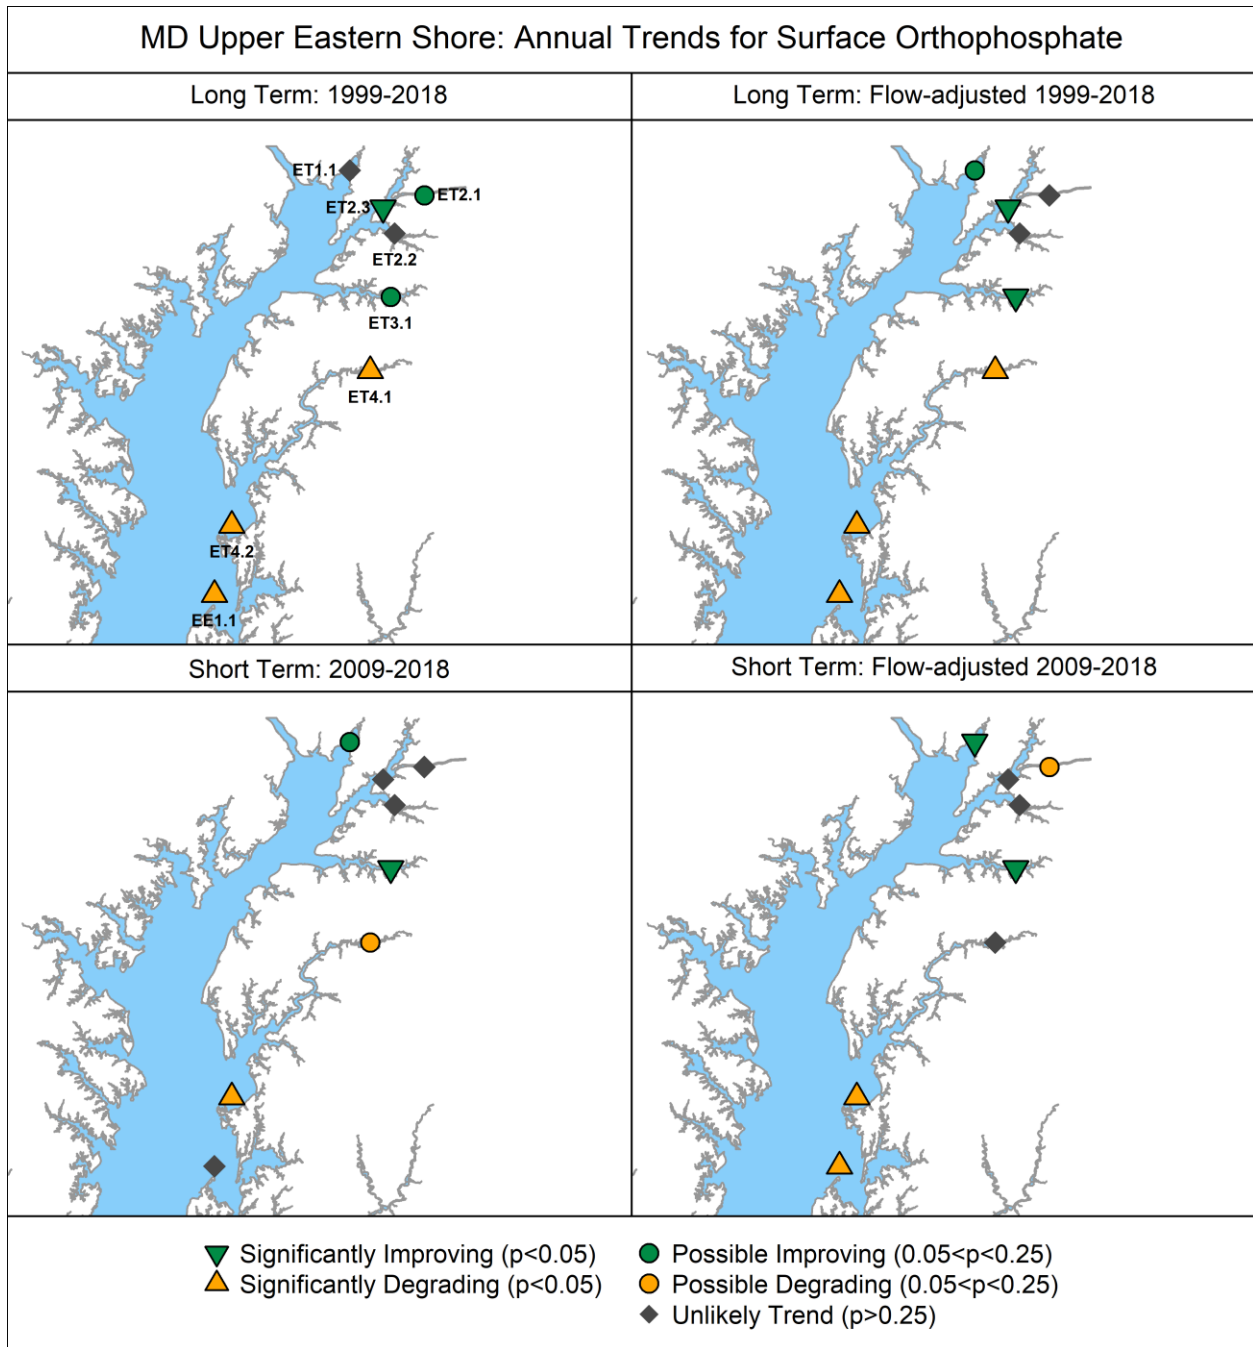 MD Upper Eastern Shore: Annual Trends for Surface Orthophosphate
Long Term: 1999-2018
Long Term: Flow-adjusted 1999-2018
ET1.1
ET2.1
ET2.3
ET2.2
ET3.1
ET4.1
ET4.2
EE1.1
Short Term: 2009-2018
Short Term: Flow-adjusted 2009-2018
Significantly Improving (p<0.05)
Possible Improving (0.05<p<0.25)
Significantly Degrading (p<0.05)
Possible Degrading (0.05<p<0.25)
Unlikely Trend (p>0.25)